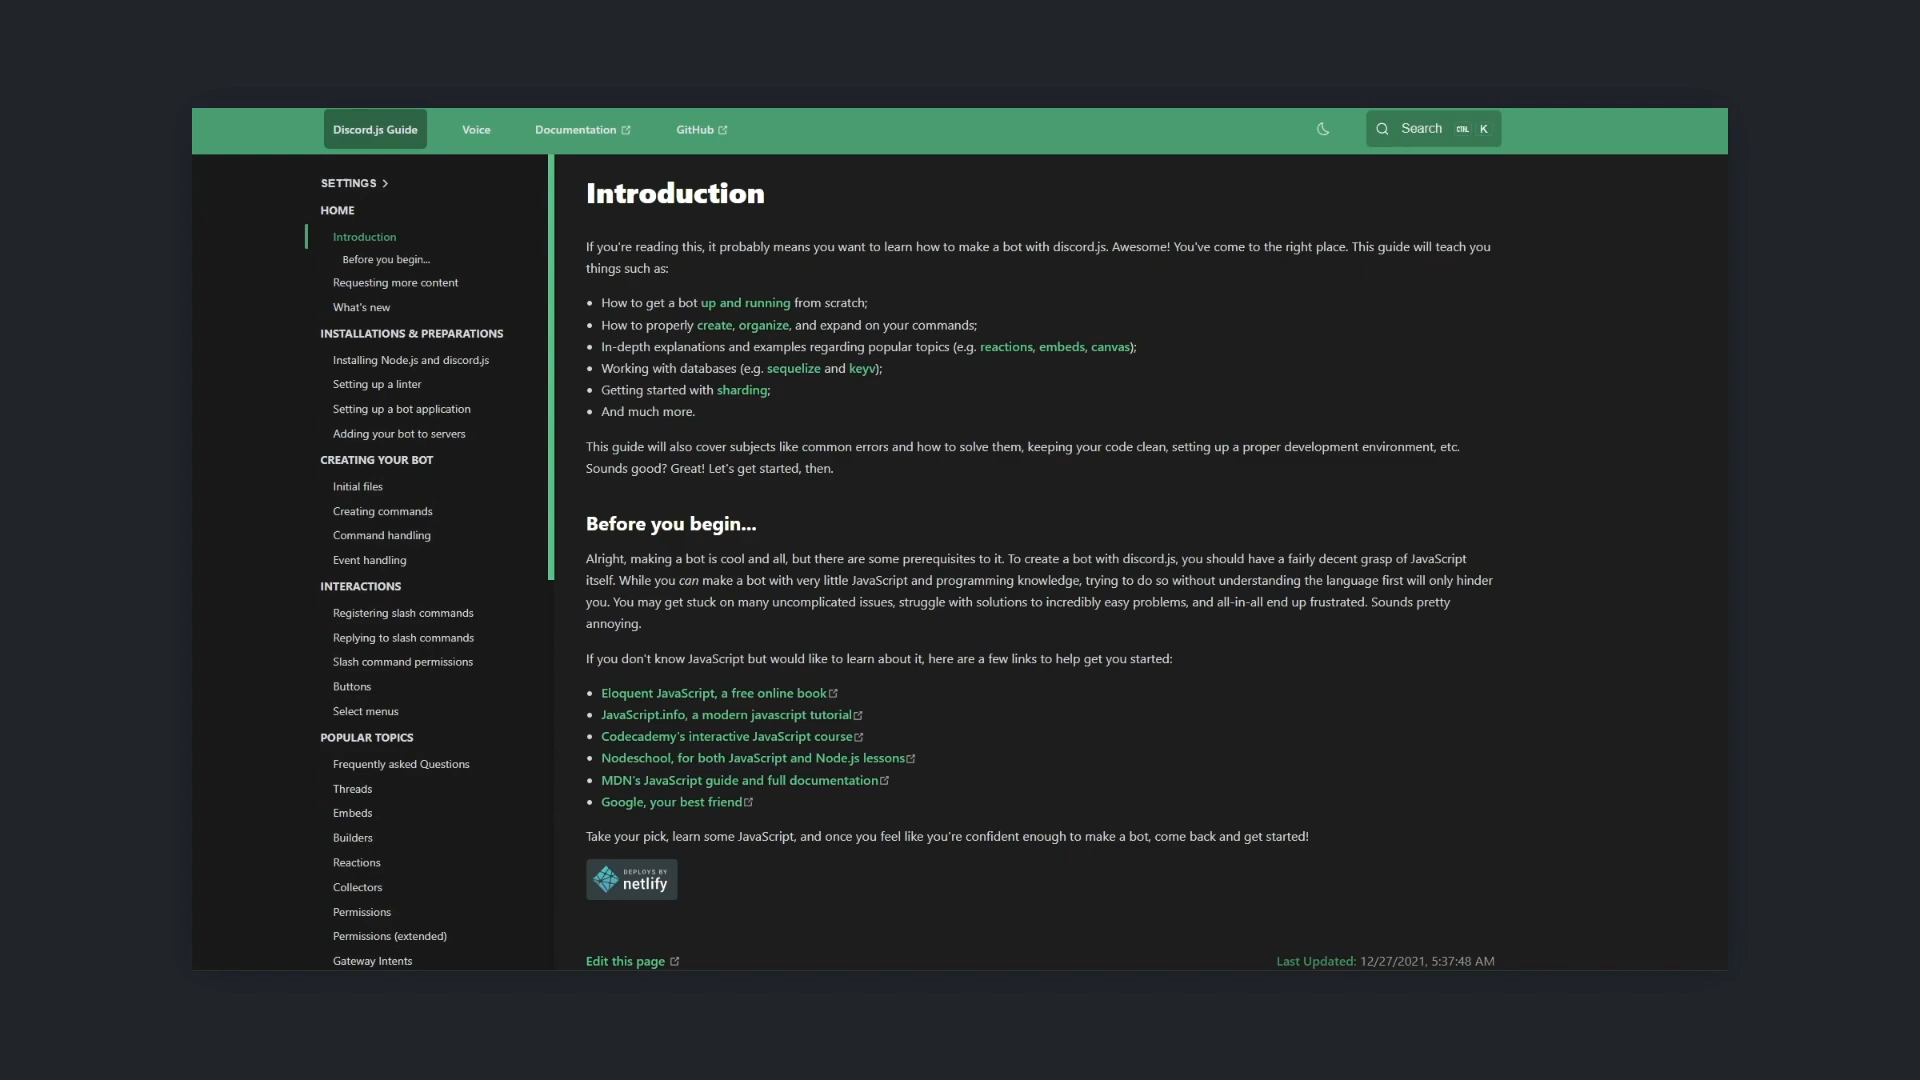 Discord.js Guide
Voice
Documentation
GitHub
Search CTRL K
SETTINGS
HOME
Introduction
Before you begin...
Requesting more content
What's new
INSTALLATIONS & PREPARATIONS
Installing Node.js and discord.js
Setting up a linter
Setting up a bot application
Adding your bot to servers
CREATING YOUR BOT
Initial files
Creating commands
Command handling
Event handling
INTERACTIONS
Registering slash commands
Replying to slash commands
Slash command permissions
Buttons
Select menus
POPULAR TOPICS
Frequently asked Questions
Threads
Embeds
Builders
Reactions
Collectors
Permissions
Permissions (extended)
Gateway Intents
Introduction
If you're reading this, it probably means you want to learn how to make a bot with discord.js. Awesome! You've come to the right place. This guide will teach you
things such as:
• How to get a bot up and running from scratch;
• How to properly create, organize, and expand on your commands;
• In-depth explanations and examples regarding popular topics (e.g. reactions, embeds, canvas);
• Working with databases (e.g. sequelize and keyv);
• Getting started with sharding;
• And much more.
This guide will also cover subjects like common errors and how to solve them, keeping your code clean, setting up a proper development environment, etc.
Sounds good? Great! Let's get started, then.
Before you begin...
Alright, making a bot is cool and all, but there are some prerequisites to it. To create a bot with discord.js, you should have a fairly decent grasp of JavaScript
itself. While you can make a bot with very little JavaScript and programming knowledge, trying to do so without understanding the language first will only hinder
you. You may get stuck on many uncomplicated issues, struggle with solutions to incredibly easy problems, and all-in-all end up frustrated. Sounds pretty
annoying.
If you don't know JavaScript but would like to learn about it, here are a few links to help get you started:
• Eloquent JavaScript, a free online book
• JavaScript.info, a modern javascript tutorial
• Codecademy's interactive JavaScript course
• Nodeschool, for both JavaScript and Node.js lessons
• MDN's JavaScript guide and full documentation
• Google, your best friend
Take your pick, learn some JavaScript, and once you feel like you're confident enough to make a bot, come back and get started!
DEPLOYS BY
netlify
Edit this page
Last Updated: 12/27/2021, 5:37:48 AM